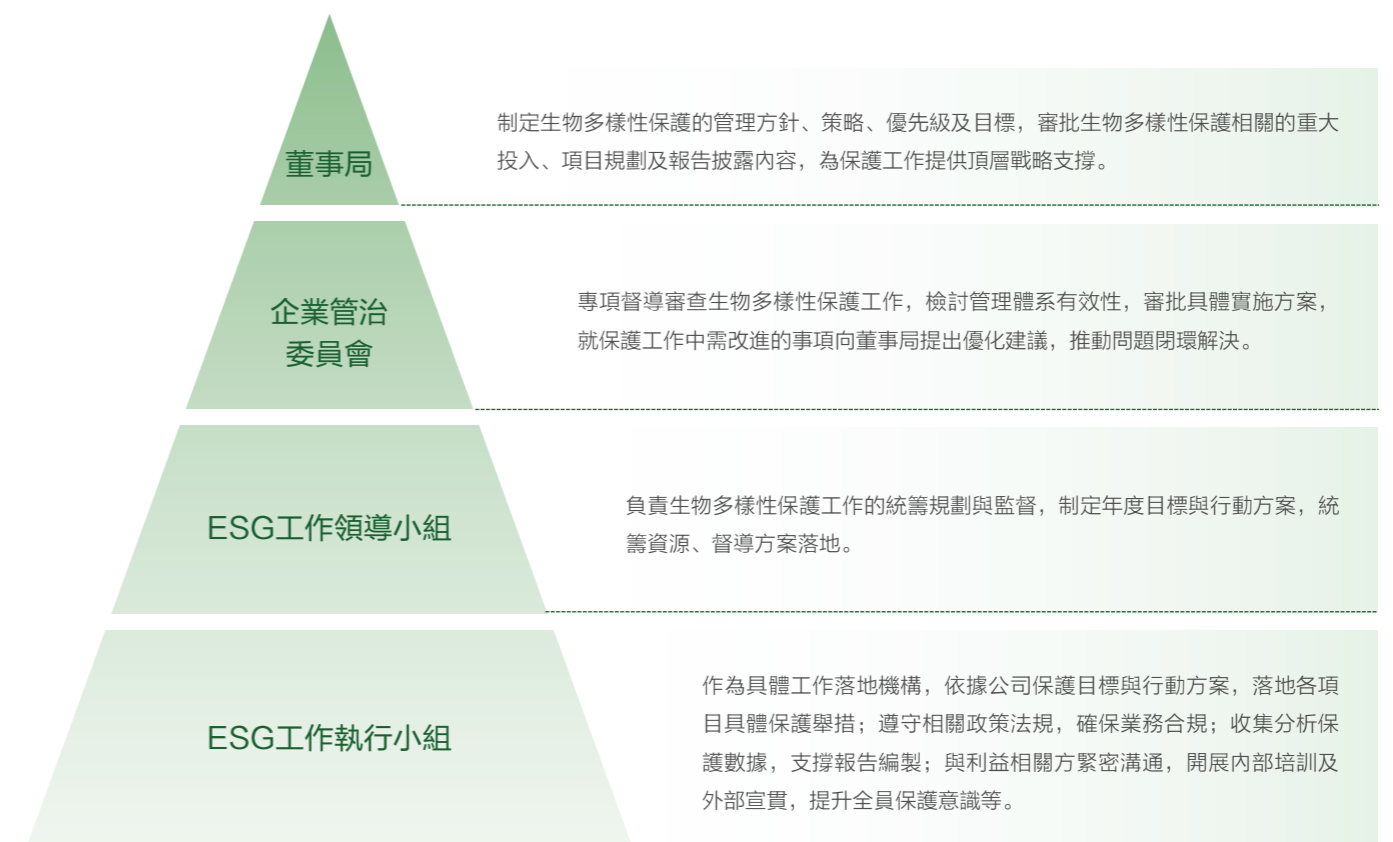 董事局
制定生物多樣性保護的管理方針、策略、優先級及目標，審批生物多樣性保護相關的重大
投入、項目規劃及報告披露內容，為保護工作提供頂層戰略支撐。
企業管治
委員會
專項督導審查生物多樣性保護工作，檢討管理體系有效性，審批具體實施方案，
就保護工作中需改進的事項向董事局提出優化建議，推動問題閉環解決。
ESG工作領導小組
負責生物多樣性保護工作的統籌規劃與監督，制定年度目標與行動方案，統
籌資源、督導方案落地。
ESG工作執行小組
作為具體工作落地機構，依據公司保護目標與行動方案，落地各項
目具體保護舉措；遵守相關政策法規，確保業務合規；收集分析保
護數據，支撐報告編製；與利益相關方緊密溝通，開展內部培訓及
外部宣貫，提升全員保護意識等。